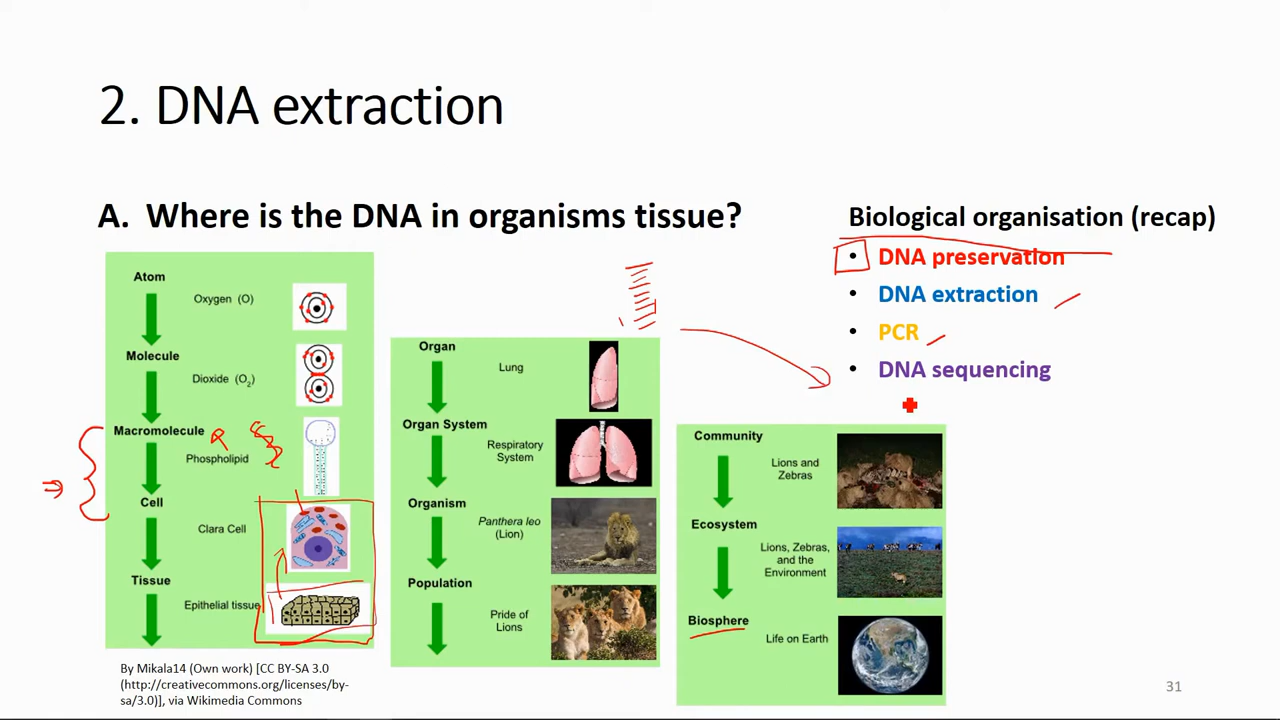 2. DNA extraction
A. Where is the DNA in organisms tissue?
Biological organisation (recap)
• DNA preservation
• DNA extraction
• PCR
• DNA sequencing
Atom
Oxygen (O)
Molecule
Dioxide (O2)
Macromolecule
Phospholipid
Cell
Clara Cell
Tissue
Epithelial tissue
Organ
Lung
Organ System
Respiratory
System
Organism
Panthera leo
(Lion)
Population
Pride of
Lions
Community
Lions and
Zebras
Ecosystem
Lions, Zebras,
and the
Environment
Biosphere
Life on Earth
By Mikala14 (Own work) [CC BY-SA 3.0
(http://creativecommons.org/licenses/by-
sa/3.0)], via Wikimedia Commons
31